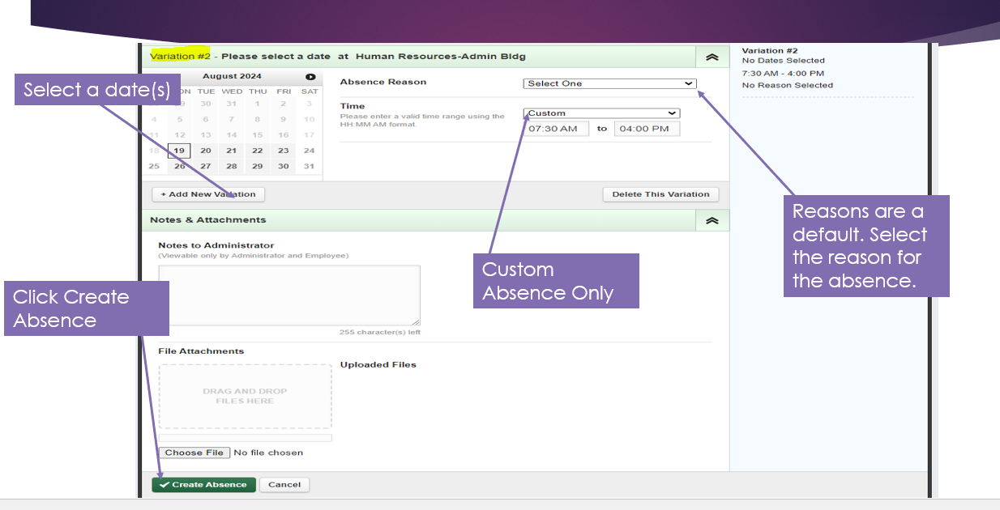 Variation #2 - Please select a date at Human Resources-Admin Bldg
Select a date(s)
August 2024
TUE WED THU FRI SAT
30 31 1 2 3
4 5 6 7 8 9 10
11 12 13 14 15 16 17
18 19 20 21 22 23 24
25 26 27 28 29 30 31
Absence Reason
Select One
Time
Please enter a valid time range using the
HH:MM AM format.
Custom
07:30 AM to 04:00 PM
Variation #2
No Dates Selected
7:30 AM - 4:00 PM
No Reason Selected
+ Add New Variation
Delete This Variation
Reasons are a
default. Select
the reason for
the absence.
Notes & Attachments
Notes to Administrator
(Viewable only by Administrator and Employee)
255 character(s) left
Custom
Absence Only
Click Create
Absence
File Attachments
Uploaded Files
DRAG AND DROP
FILES HERE
Choose File No file chosen
Create Absence
Cancel